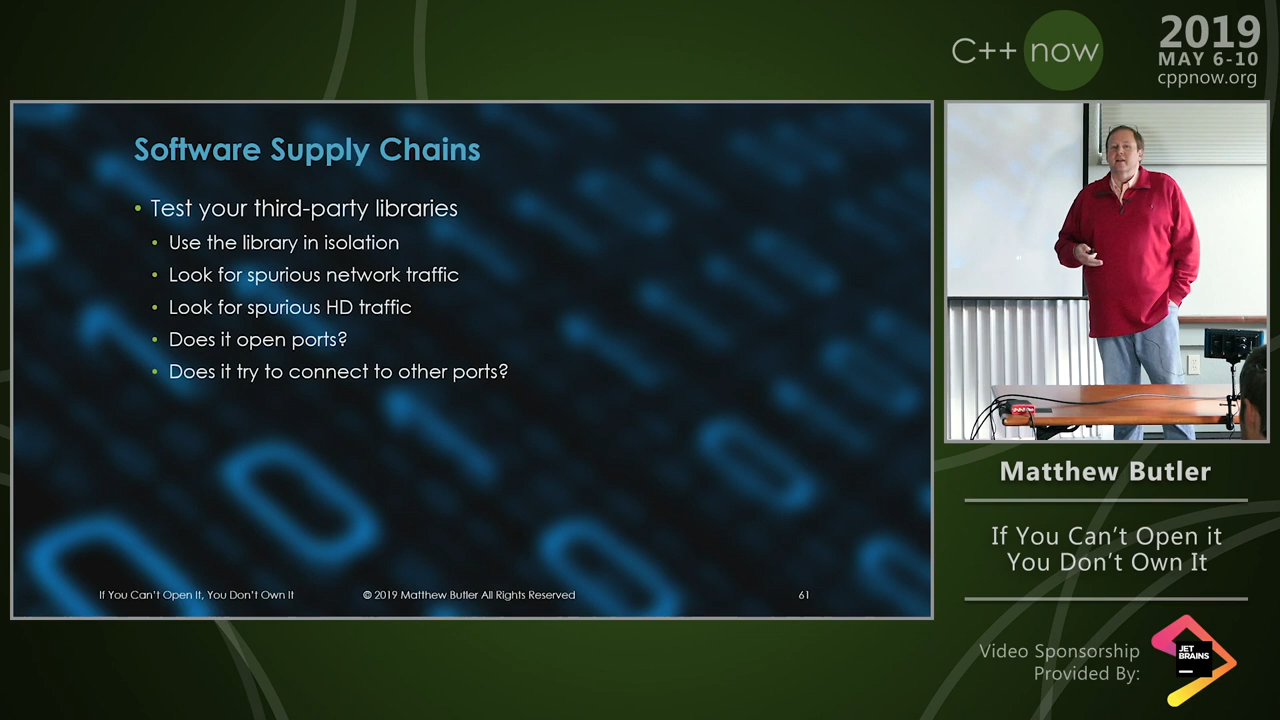 C++ now
2019
MAY 6-10
cppnow.org
Software Supply Chains
• Test your third-party libraries
• Use the library in isolation
• Look for spurious network traffic
• Look for spurious HD traffic
• Does it open ports?
• Does it try to connect to other ports?
If You Can't Open It, You Don't Own It © 2019 Matthew Butler All Rights Reserved 61
Matthew Butler
If You Can't Open it
You Don't Own It
Video Sponsorship
Provided By:
JET
BRAINS